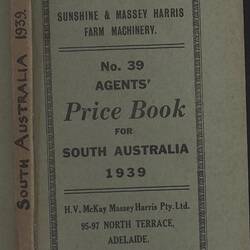 SOUTH AUSTRALIA 1939.
SUNSHINE & MASSEY HARRIS
FARM MACHINERY.
No. 39
AGENTS'
Price Book
FOR
SOUTH AUSTRALIA
1939
H. V. McKay Massey Harris Pty. Ltd.
95-97 NORTH TERRACE,
ADELAIDE.